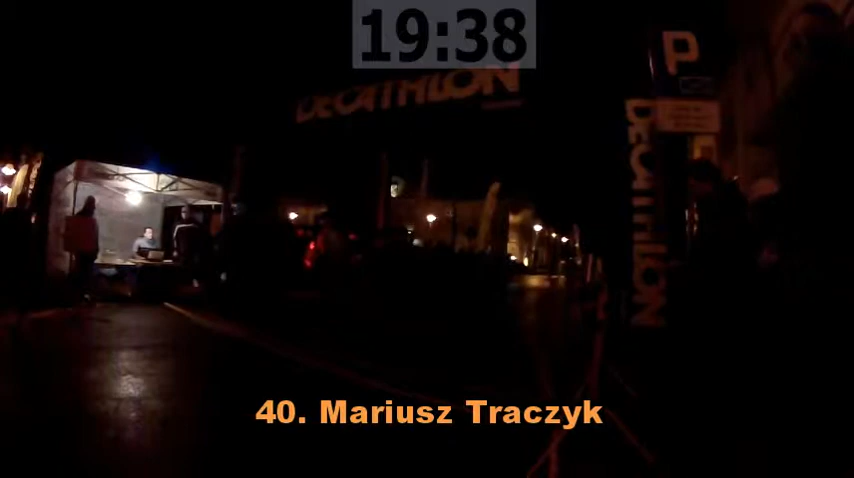 19:38
DECATHLON
P
DECATHLON
40. Mariusz Traczyk